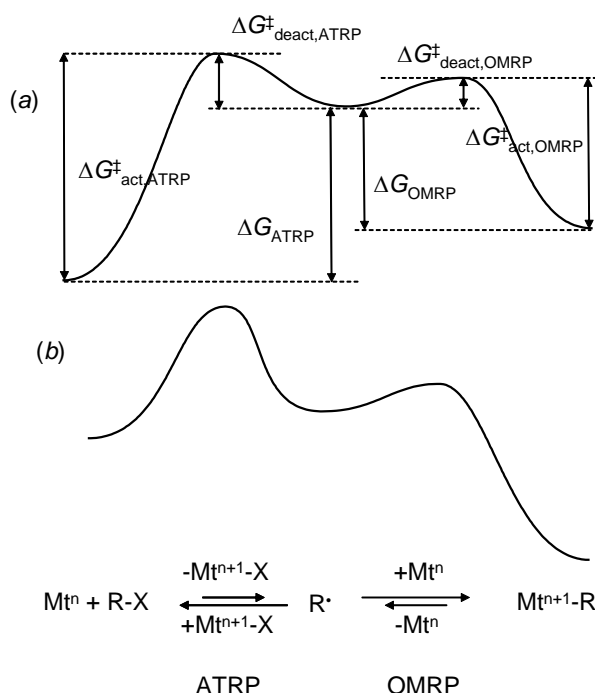 ΔG‡deact,ATRP
ΔG‡deact,OMRP
(a)
ΔG‡act,ATRP
ΔG‡act,OMRP
ΔGOMRP
ΔGATRP
(b)
-Mtⁿ⁺¹-X +Mtⁿ
Mtⁿ + R-X R• Mtⁿ⁺¹-R
+Mtⁿ⁺¹-X -Mtⁿ
ATRP OMRP